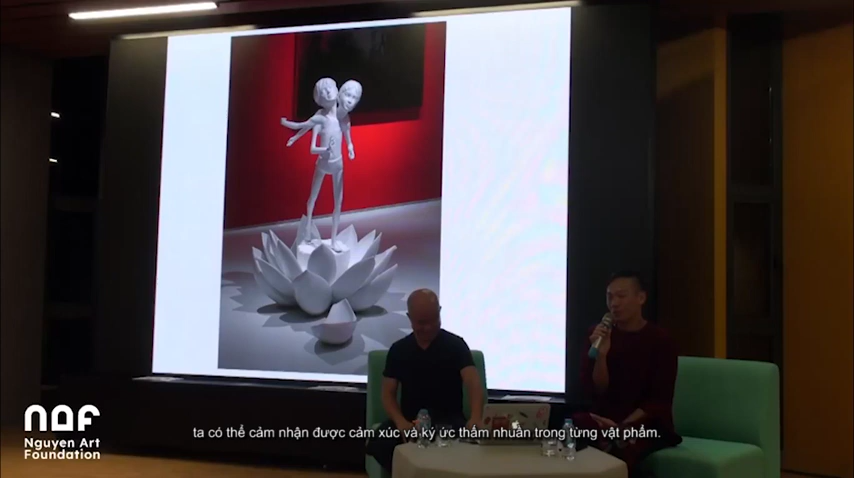 ta có thể cảm nhận được cảm xúc và ký ức thấm nhuần trong từng vật phẩm.
naf
Nguyen Art
Foundation